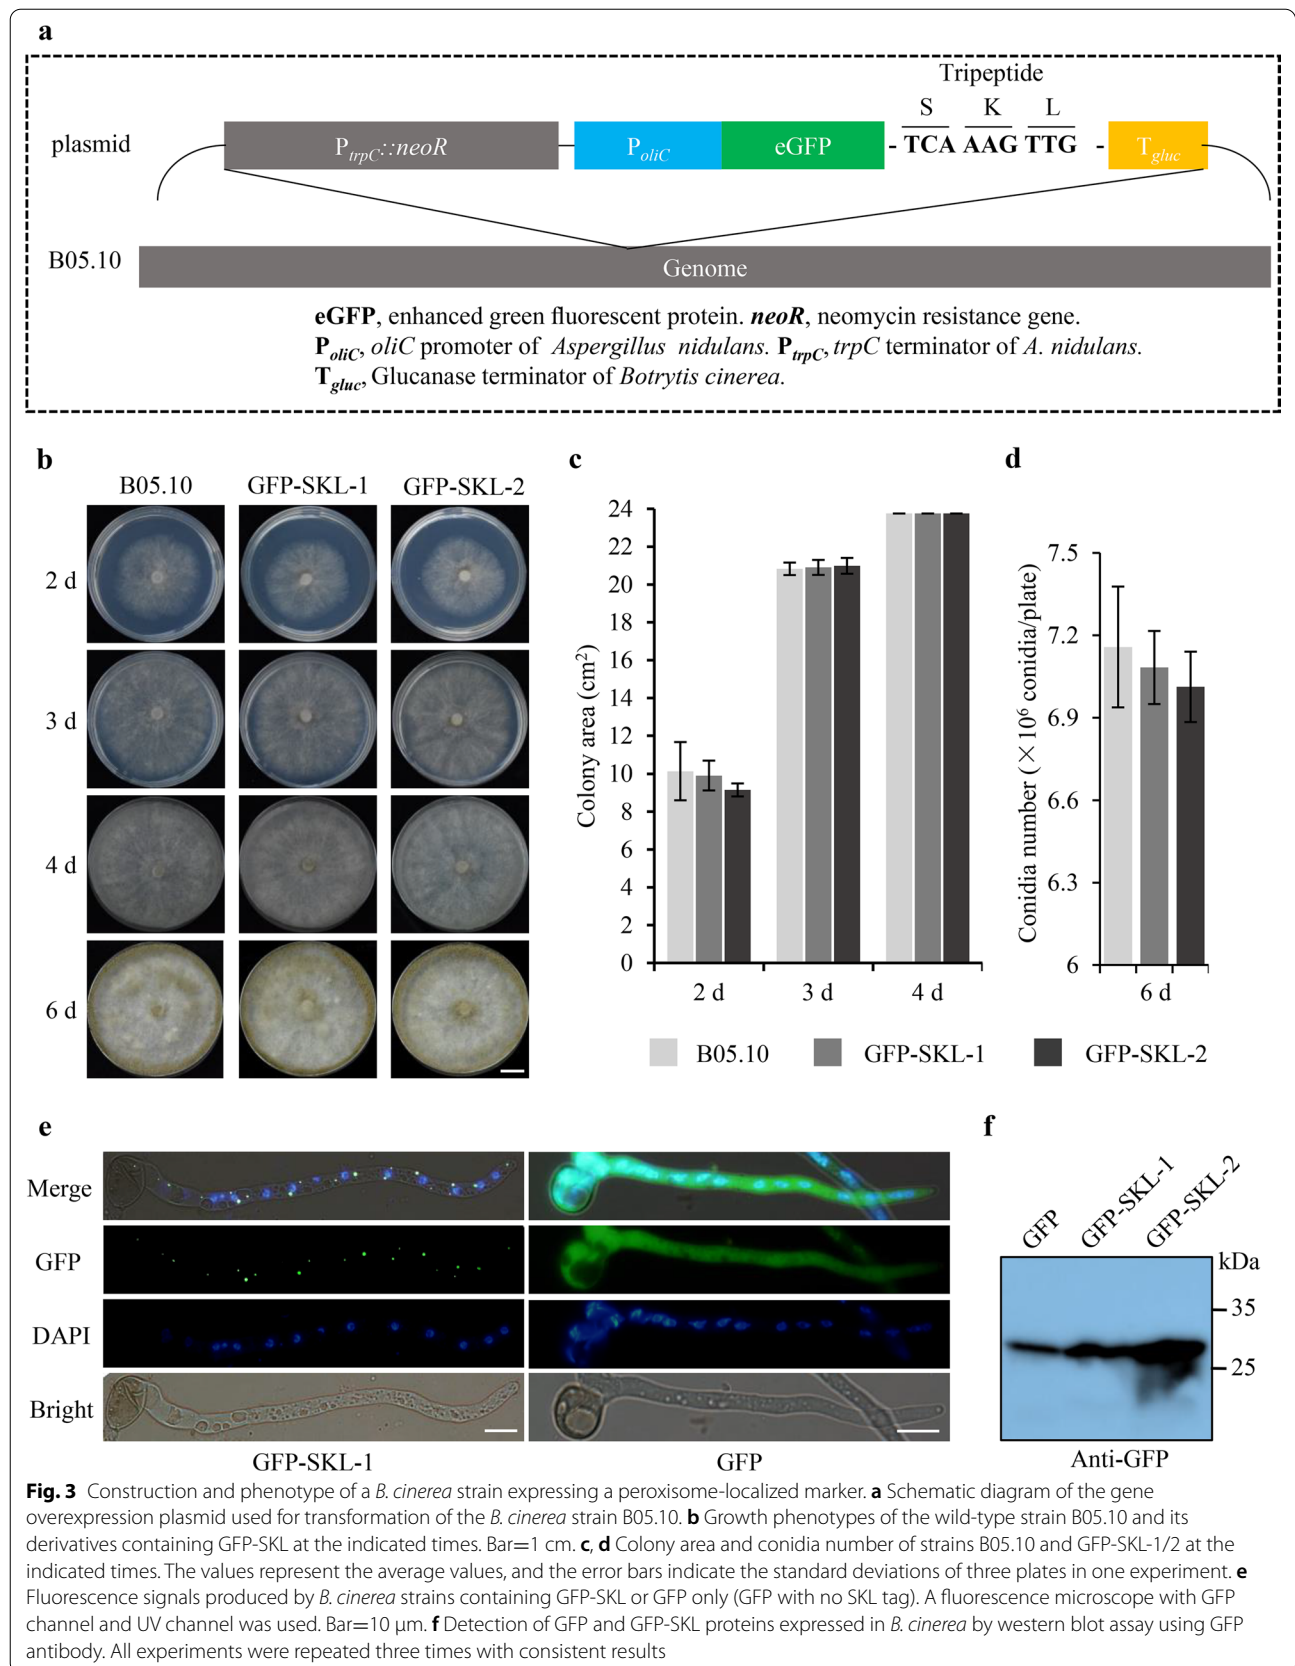 a
Tripeptide
S K L
plasmid P_trpC::neoR P_oliC eGFP - TCA AAG TTG - T_gluc
B05.10 Genome
eGFP, enhanced green fluorescent protein. neoR, neomycin resistance gene.
P_oliC, oliC promoter of Aspergillus nidulans. P_trpC, trpC terminator of A. nidulans.
T_gluc, Glucanase terminator of Botrytis cinerea.
b
B05.10 GFP-SKL-1 GFP-SKL-2
2 d
3 d
4 d
6 d
c
Colony area (cm²)
24
22
20
18
16
14
12
10
8
6
4
2
0
2 d 3 d 4 d
d
Conidia number (×10⁶ conidia/plate)
7.5
7.2
6.9
6.6
6.3
6
6 d
B05.10 GFP-SKL-1 GFP-SKL-2
e
Merge
GFP
DAPI
Bright
GFP-SKL-1 GFP
f
GFP GFP-SKL-1 GFP-SKL-2
kDa
35
25
Anti-GFP
Fig. 3 Construction and phenotype of a B. cinerea strain expressing a peroxisome-localized marker. a Schematic diagram of the gene
overexpression plasmid used for transformation of the B. cinerea strain B05.10. b Growth phenotypes of the wild-type strain B05.10 and its
derivatives containing GFP-SKL at the indicated times. Bar=1 cm. c, d Colony area and conidia number of strains B05.10 and GFP-SKL-1/2 at the
indicated times. The values represent the average values, and the error bars indicate the standard deviations of three plates in one experiment. e
Fluorescence signals produced by B. cinerea strains containing GFP-SKL or GFP only (GFP with no SKL tag). A fluorescence microscope with GFP
channel and UV channel was used. Bar=10 μm. f Detection of GFP and GFP-SKL proteins expressed in B. cinerea by western blot assay using GFP
antibody. All experiments were repeated three times with consistent results